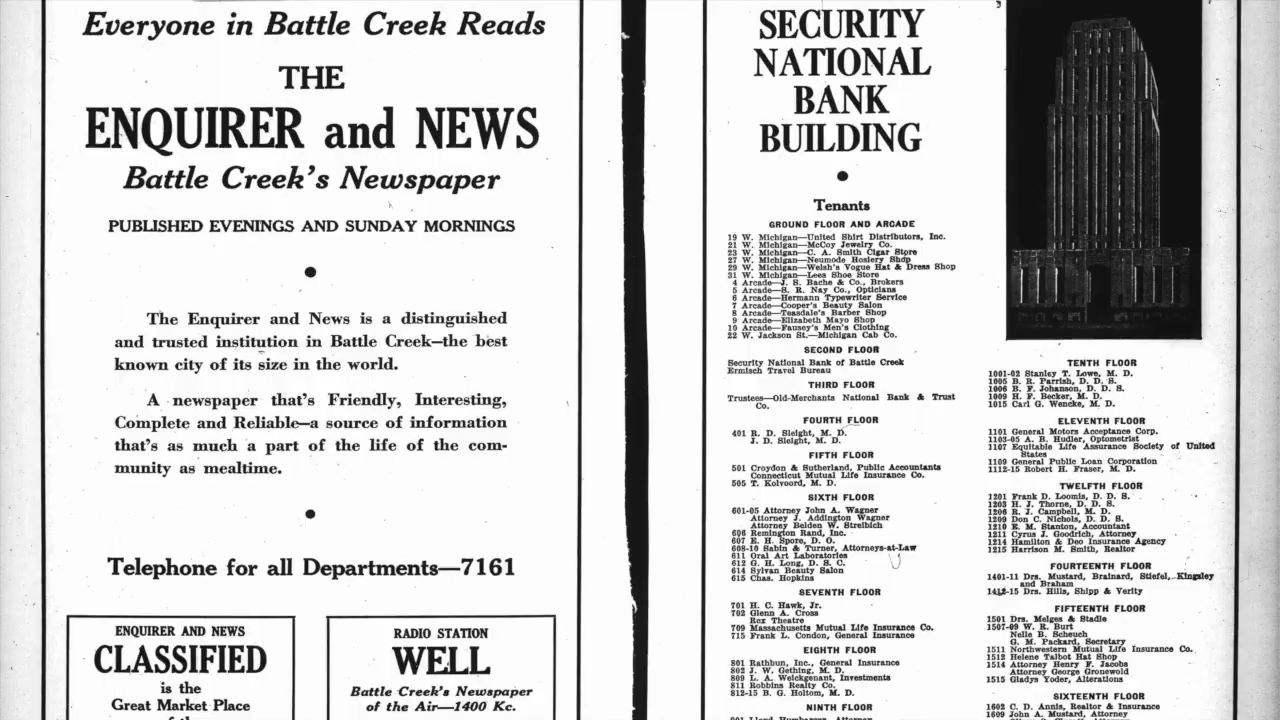 Everyone in Battle Creek Reads
THE
ENQUIRER and NEWS
Battle Creek's Newspaper
PUBLISHED EVENINGS AND SUNDAY MORNINGS
The Enquirer and News is a distinguished
and trusted institution in Battle Creek—the best
known city of its size in the world.
A newspaper that's Friendly, Interesting,
Complete and Reliable—a source of information
that's as much a part of the life of the com-
munity as mealtime.
Telephone for all Departments—7161
ENQUIRER AND NEWS
CLASSIFIED
is the
Great Market Place
of the
RADIO STATION
WELL
Battle Creek's Newspaper
of the Air—1400 Kc.
SECURITY
NATIONAL
BANK
BUILDING
Tenants
GROUND FLOOR AND ARCADE
19 W. Michigan—United Shirt Distributors, Inc.
21 W. Michigan—McCoy Jewelry Co.
23 W. Michigan—C. A. Smith Cigar Store
27 W. Michigan—Neumode Hosiery Shop
29 W. Michigan—Welsh's Vogue Hat & Dress Shop
31 W. Michigan—Lees Shoe Store
4 Arcade—J. S. Bache & Co., Brokers
5 Arcade—S. R. Nay Co., Opticians
6 Arcade—Hermann Typewriter Service
7 Arcade—Cooper's Beauty Salon
8 Arcade—Teasdale's Barber Shop
9 Arcade—Elizabeth Mayo Shop
10 Arcade—Fausey's Men's Clothing
22 W. Jackson St.—Michigan Cab Co.
SECOND FLOOR
Security National Bank of Battle Creek
Ermisch Travel Bureau
THIRD FLOOR
Trustees—Old-Merchants National Bank & Trust
Co.
FOURTH FLOOR
401 R. D. Sleight, M. D.
J. D. Sleight, M. D.
FIFTH FLOOR
501 Croydon & Sutherland, Public Accountants
Connecticut Mutual Life Insurance Co.
505 T. Kolvoord, M. D.
SIXTH FLOOR
601-05 Attorney John A. Wagner
Attorney J. Addington Wagner
Attorney Belden W. Streibich
606 Remington Rand, Inc.
607 E. H. Spore, D. O.
608-10 Sabin & Turner, Attorneys-at-Law
611 Oral Art Laboratories
612 G. H. Long, D. S. C.
614 Sylvan Beauty Salon
615 Chas. Hopkins
SEVENTH FLOOR
701 H. C. Hawk, Jr.
702 Glenn A. Cross
Rex Theatre
709 Massachusetts Mutual Life Insurance Co.
715 Frank L. Condon, General Insurance
EIGHTH FLOOR
801 Rathbun, Inc., General Insurance
802 J. W. Gething, M. D.
809 L. A. Weickgenant, Investments
811 Robbins Realty Co.
812-15 B. G. Holtom, M. D.
NINTH FLOOR
TENTH FLOOR
1001-02 Stanley T. Lowe, M. D.
1005 B. R. Parrish, D. D. S.
1006 B. F. Johanson, D. D. S.
1009 H. F. Becker, M. D.
1015 Carl G. Wencke, M. D.
ELEVENTH FLOOR
1101 General Motors Acceptance Corp.
1103-05 A. B. Hudler, Optometrist
1107 Equitable Life Assurance Society of United
States
1109 General Public Loan Corporation
1112-15 Robert H. Fraser, M. D.
TWELFTH FLOOR
1201 Frank D. Loomis, D. D. S.
1203 H. J. Thorne, D. D. S.
1206 R. J. Campbell, M. D.
1209 Don C. Nichols, D. D. S.
1210 E. M. Stanton, Accountant
1211 Cyrus J. Goodrich, Attorney
1214 Hamilton & Deo Insurance Agency
1215 Harrison M. Smith, Realtor
FOURTEENTH FLOOR
1401-11 Drs. Mustard, Brainard, Stiefel, Kingsley
and Braham
1412-15 Drs. Hills, Shipp & Verity
FIFTEENTH FLOOR
1501 Drs. Melges & Stadle
1507-09 W. R. Burt
Nelle B. Scheuch
G. M. Packard, Secretary
1511 Northwestern Mutual Life Insurance Co.
1512 Helene Talbot Hat Shop
1514 Attorney Henry F. Jacobs
Attorney George Gronewold
1515 Gladys Yoder, Alterations
SIXTEENTH FLOOR
1602 C. D. Annis, Realtor & Insurance
1609 John A. Mustard, Attorney